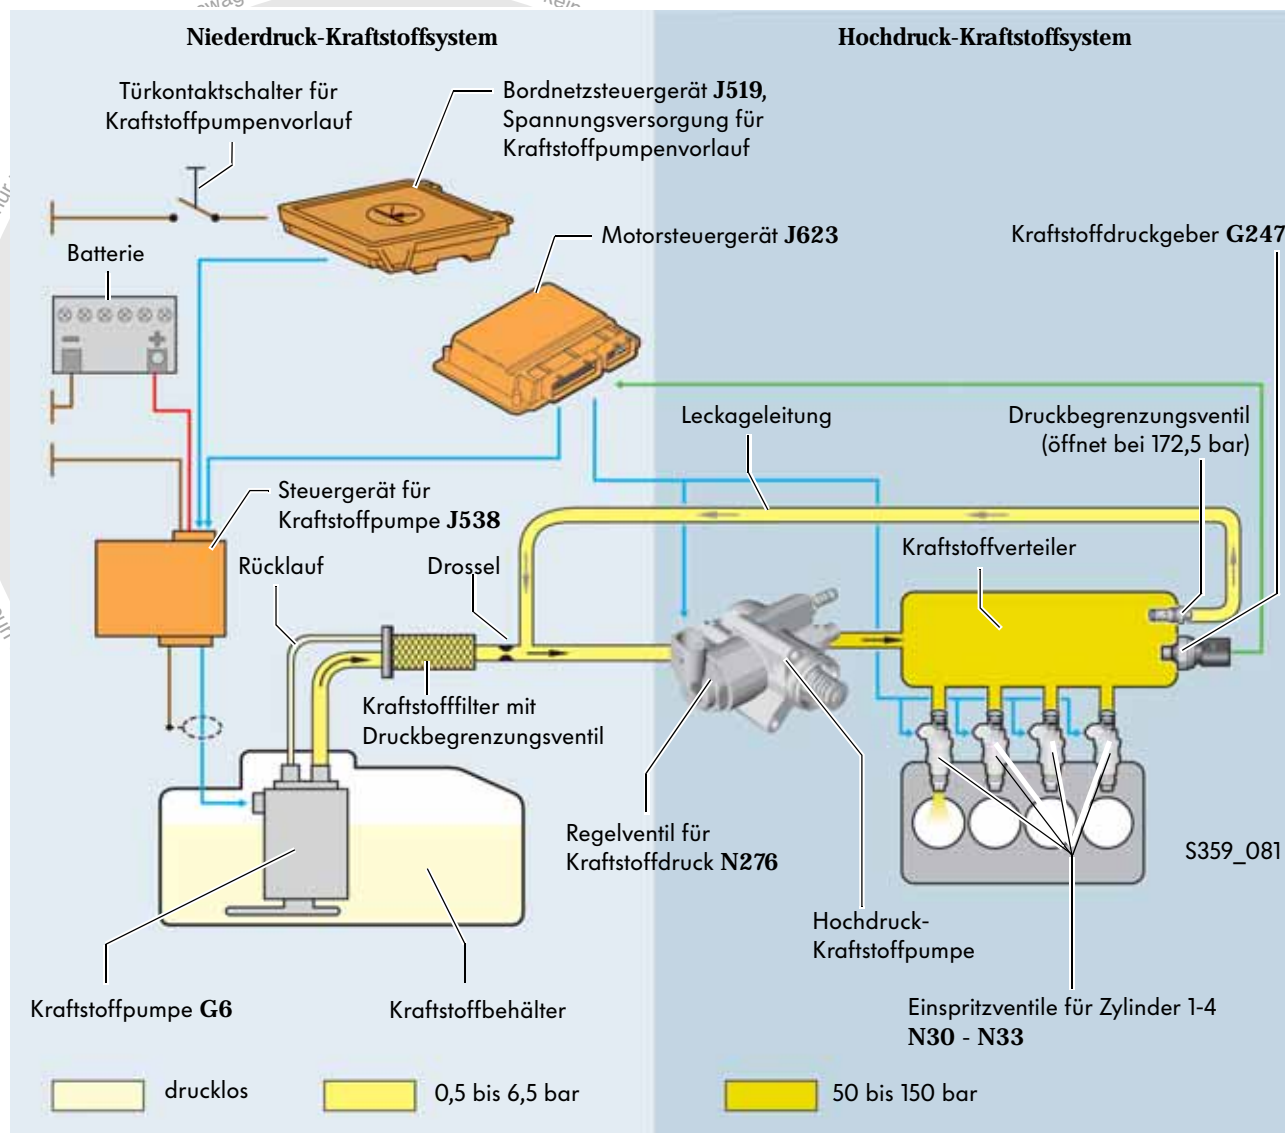 Niederdruck-Kraftstoffsystem
Hochdruck-Kraftstoffsystem
Türkontaktschalter für
Kraftstoffpumpenvorlauf
Bordnetzsteuergerät J519,
Spannungsversorgung für
Kraftstoffpumpenvorlauf
Motorsteuergerät J623
Kraftstoffdruckgeber G247
Batterie
Leckageleitung
Druckbegrenzungsventil
(öffnet bei 172,5 bar)
Steuergerät für
Kraftstoffpumpe J538
Rücklauf
Drossel
Kraftstoffverteiler
Kraftstofffilter mit
Druckbegrenzungsventil
Regelventil für
Kraftstoffdruck N276
S359_081
Hochdruck-
Kraftstoffpumpe
Kraftstoffpumpe G6
Kraftstoffbehälter
Einspritzventile für Zylinder 1-4
N30 - N33
drucklos
0,5 bis 6,5 bar
50 bis 150 bar